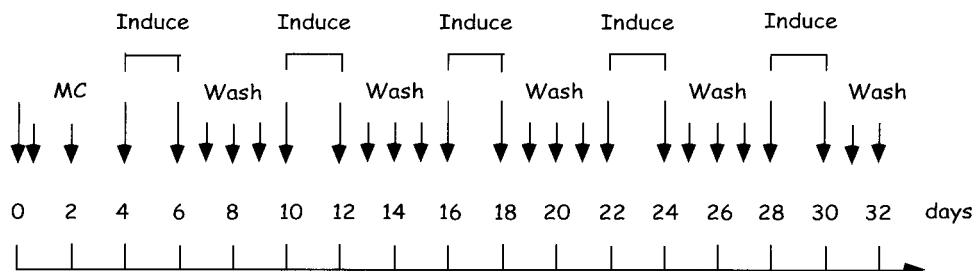 Induce Induce Induce Induce Induce
MC Wash Wash Wash Wash Wash
0 2 4 6 8 10 12 14 16 18 20 22 24 26 28 30 32 days